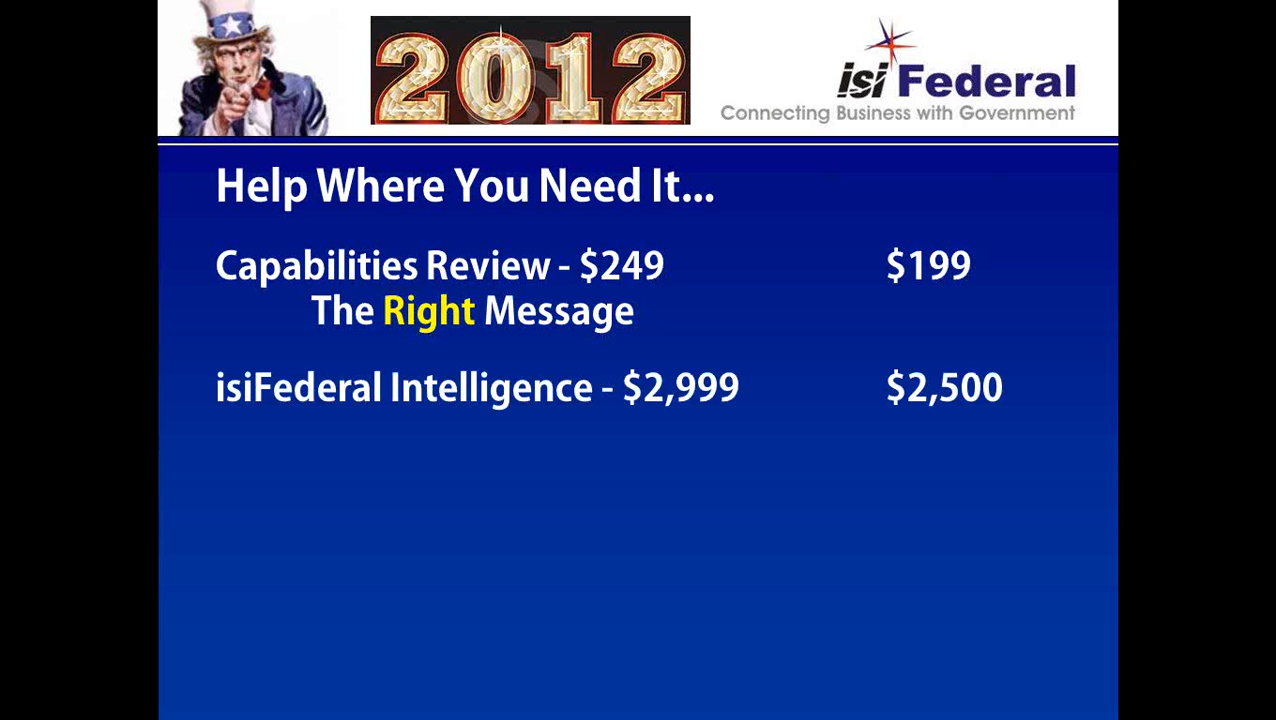 2012
isi Federal
Connecting Business with Government
Help Where You Need It...
Capabilities Review - $249 $199
The Right Message
isiFederal Intelligence - $2,999 $2,500